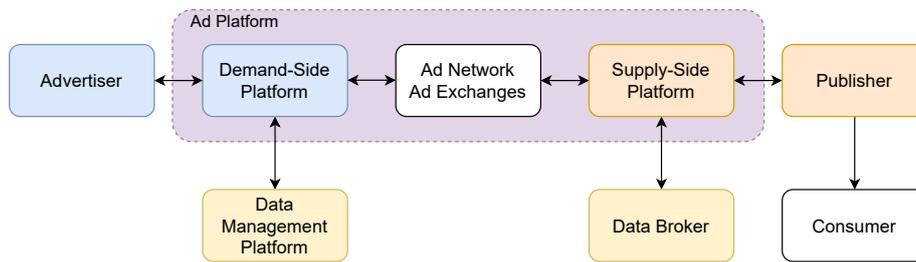 Ad Platform
Advertiser
Demand-Side
Platform
Ad Network
Ad Exchanges
Supply-Side
Platform
Publisher
Data
Management
Platform
Data Broker
Consumer